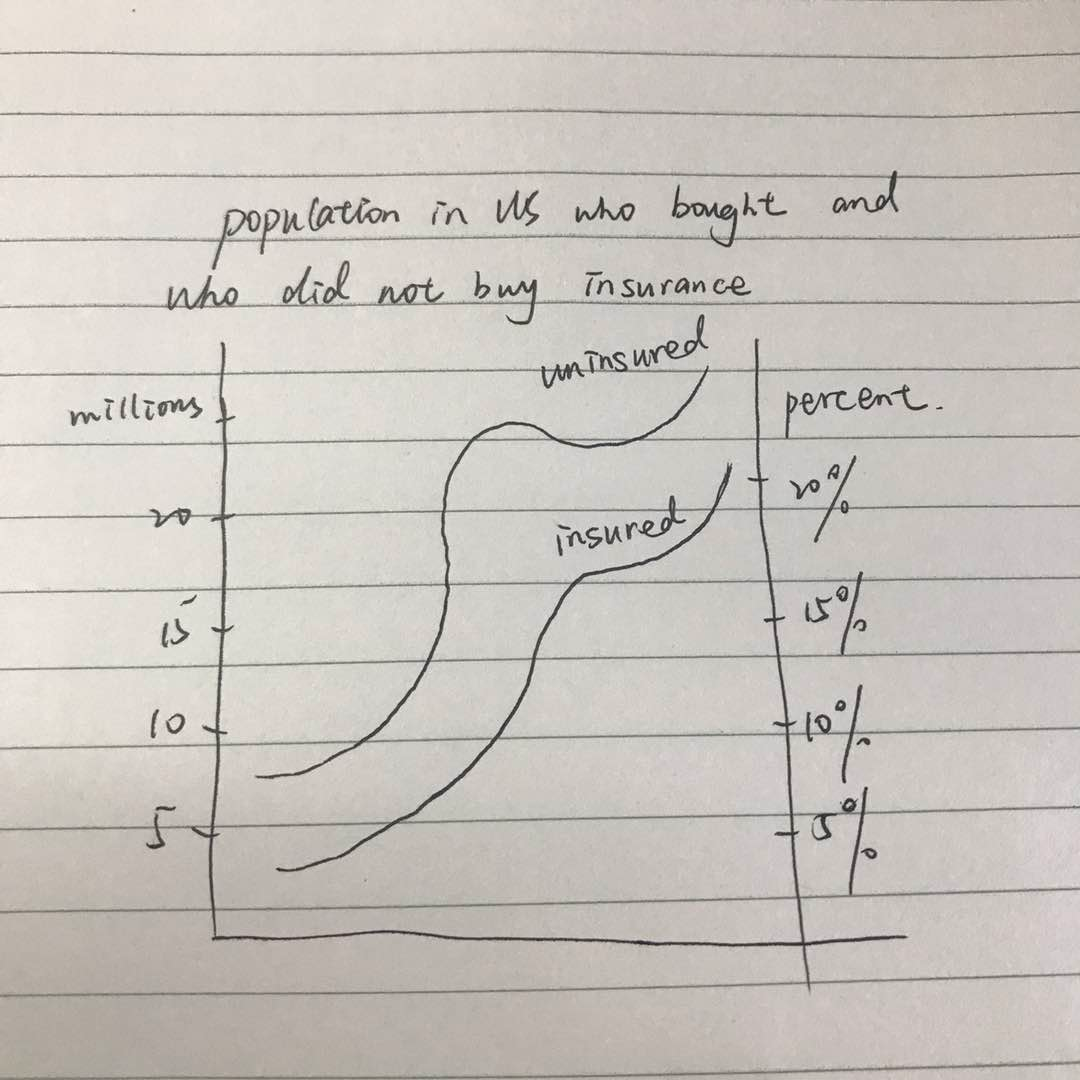 population in US who bought and
who did not buy insurance
uninsured
millions
percent.
20%
20
insured
15%
15
10
10%
5
5%